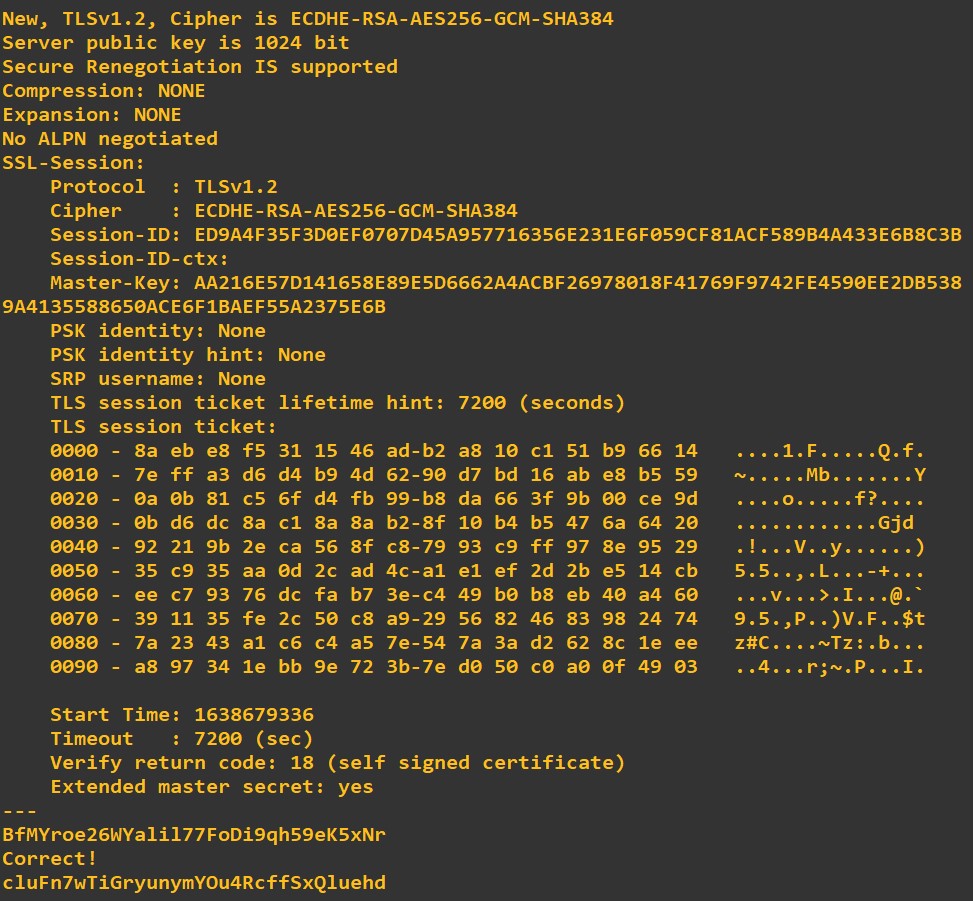 New, TLSv1.2, Cipher is ECDHE-RSA-AES256-GCM-SHA384
Server public key is 1024 bit
Secure Renegotiation IS supported
Compression: NONE
Expansion: NONE
No ALPN negotiated
SSL-Session:
    Protocol  : TLSv1.2
    Cipher    : ECDHE-RSA-AES256-GCM-SHA384
    Session-ID: ED9A4F35F3D0EF0707D45A957716356E231E6F059CF81ACF589B4A433E6B8C3B
    Session-ID-ctx:
    Master-Key: AA216E57D141658E89E5D6662A4ACBF26978018F41769F9742FE4590EE2DB538
9A4135588650ACE6F1BAEF55A2375E6B
    PSK identity: None
    PSK identity hint: None
    SRP username: None
    TLS session ticket lifetime hint: 7200 (seconds)
    TLS session ticket:
    0000 - 8a eb e8 f5 31 15 46 ad-b2 a8 10 c1 51 b9 66 14   ....1.F.....Q.f.
    0010 - 7e ff a3 d6 d4 b9 4d 62-90 d7 bd 16 ab e8 b5 59   ~.....Mb.......Y
    0020 - 0a 0b 81 c5 6f d4 fb 99-b8 da 66 3f 9b 00 ce 9d   ....o.....f?....
    0030 - 0b d6 dc 8a c1 8a 8a b2-8f 10 b4 b5 47 6a 64 20   ............Gjd
    0040 - 92 21 9b 2e ca 56 8f c8-79 93 c9 ff 97 8e 95 29   .!...V..y......)
    0050 - 35 c9 35 aa 0d 2c ad 4c-a1 e1 ef 2d 2b e5 14 cb   5.5..,.L...-+...
    0060 - ee c7 93 76 dc fa b7 3e-c4 49 b0 b8 eb 40 a4 60   ...v...>.I...@.`
    0070 - 39 11 35 fe 2c 50 c8 a9-29 56 82 46 83 98 24 74   9.5.,P..)V.F..$t
    0080 - 7a 23 43 a1 c6 c4 a5 7e-54 7a 3a d2 62 8c 1e ee   z#C....~Tz:.b...
    0090 - a8 97 34 1e bb 9e 72 3b-7e d0 50 c0 a0 0f 49 03   ..4...r;~.P...I.
    Start Time: 1638679336
    Timeout   : 7200 (sec)
    Verify return code: 18 (self signed certificate)
    Extended master secret: yes
---
BfMYroe26WYalil77FoDi9qh59eK5xNr
Correct!
cluFn7wTiGryunymYOu4RcffSxQluehd